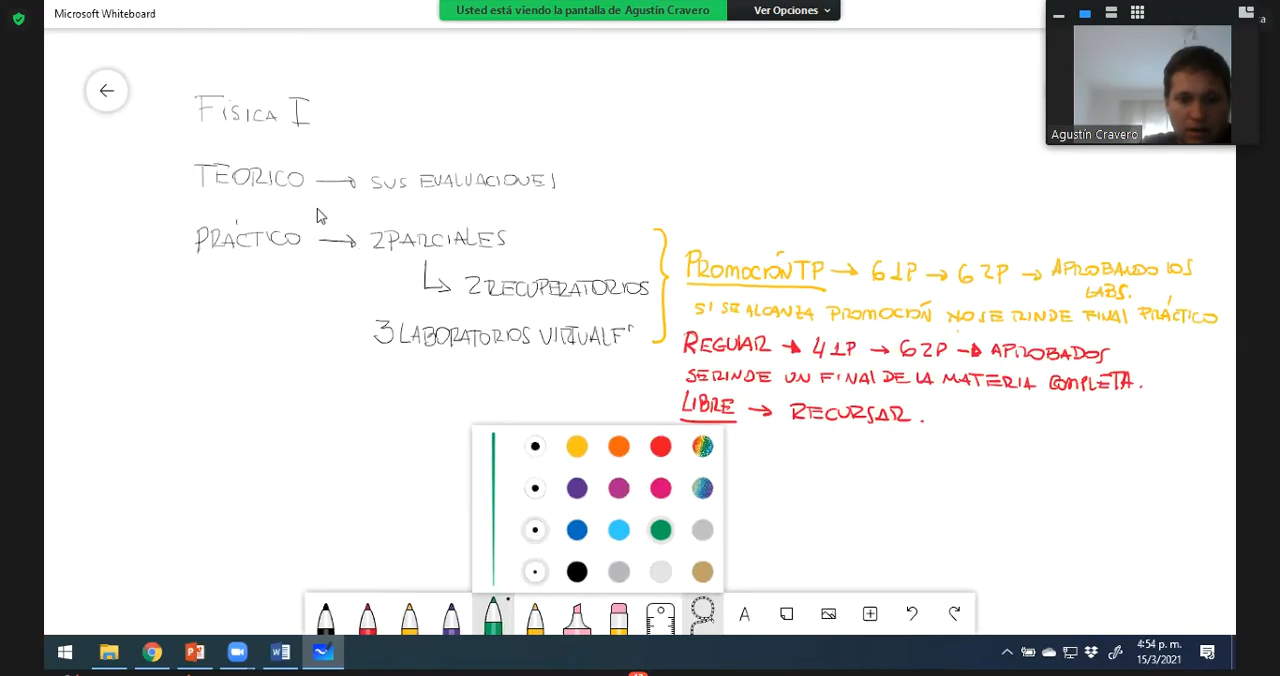 Microsoft Whiteboard
Usted está viendo la pantalla de Agustín Cravero
Ver Opciones
Agustín Cravero
FÍSICA I
TEORICO → SUS EVALUACIONES
PRÁCTICO → 2 PARCIALES
↳ 2 RECUPERATORIOS
3 LABORATORIOS VIRTUALES
PROMOCIÓN TP → 6 1P → 6 2P → APROBANDO LOS
LABS.
SI SE ALCANZA PROMOCIÓN NO SE RINDE FINAL PRÁCTICO
REGULAR → 4 1P → 6 2P → APROBADOS
SE RINDE UN FINAL DE LA MATERIA COMPLETA.
LIBRE → RECURSAR.
A
4:54 p. m.
15/3/2021